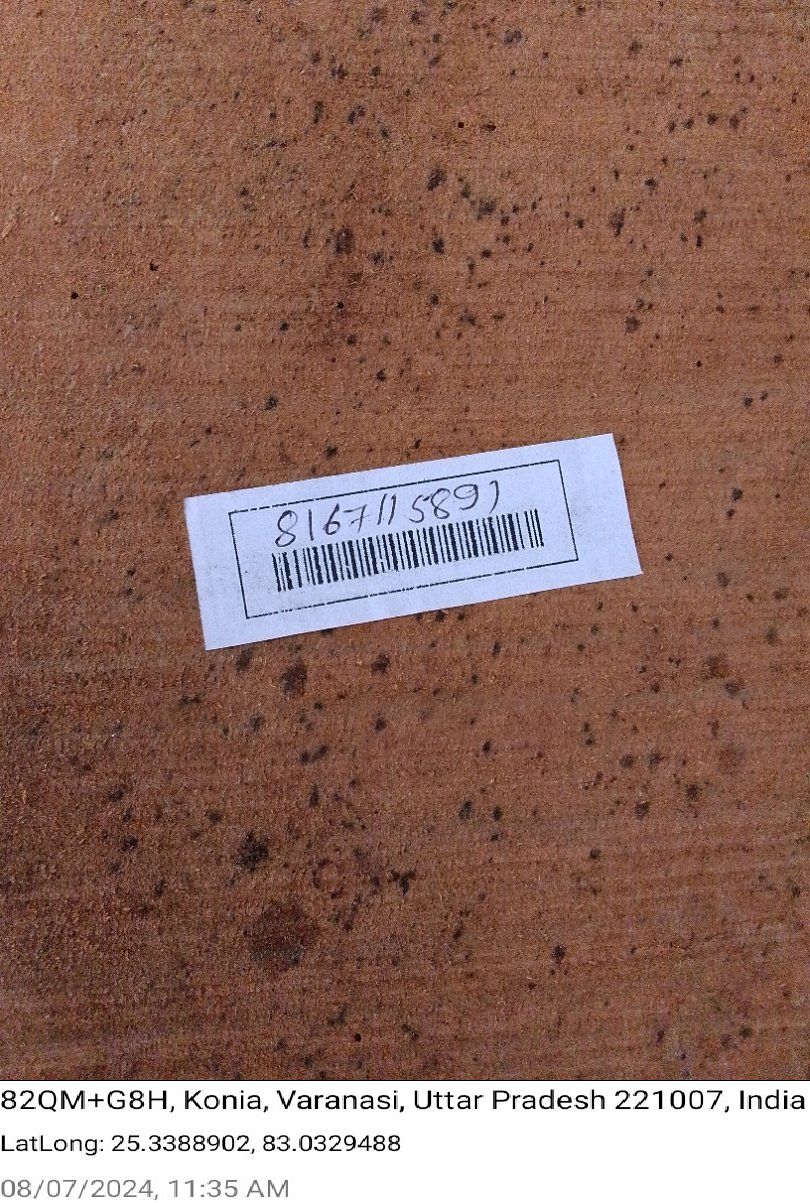 8167115891
82QM+G8H, Konia, Varanasi, Uttar Pradesh 221007, India
LatLong: 25.3388902, 83.0329488
08/07/2024, 11:35 AM